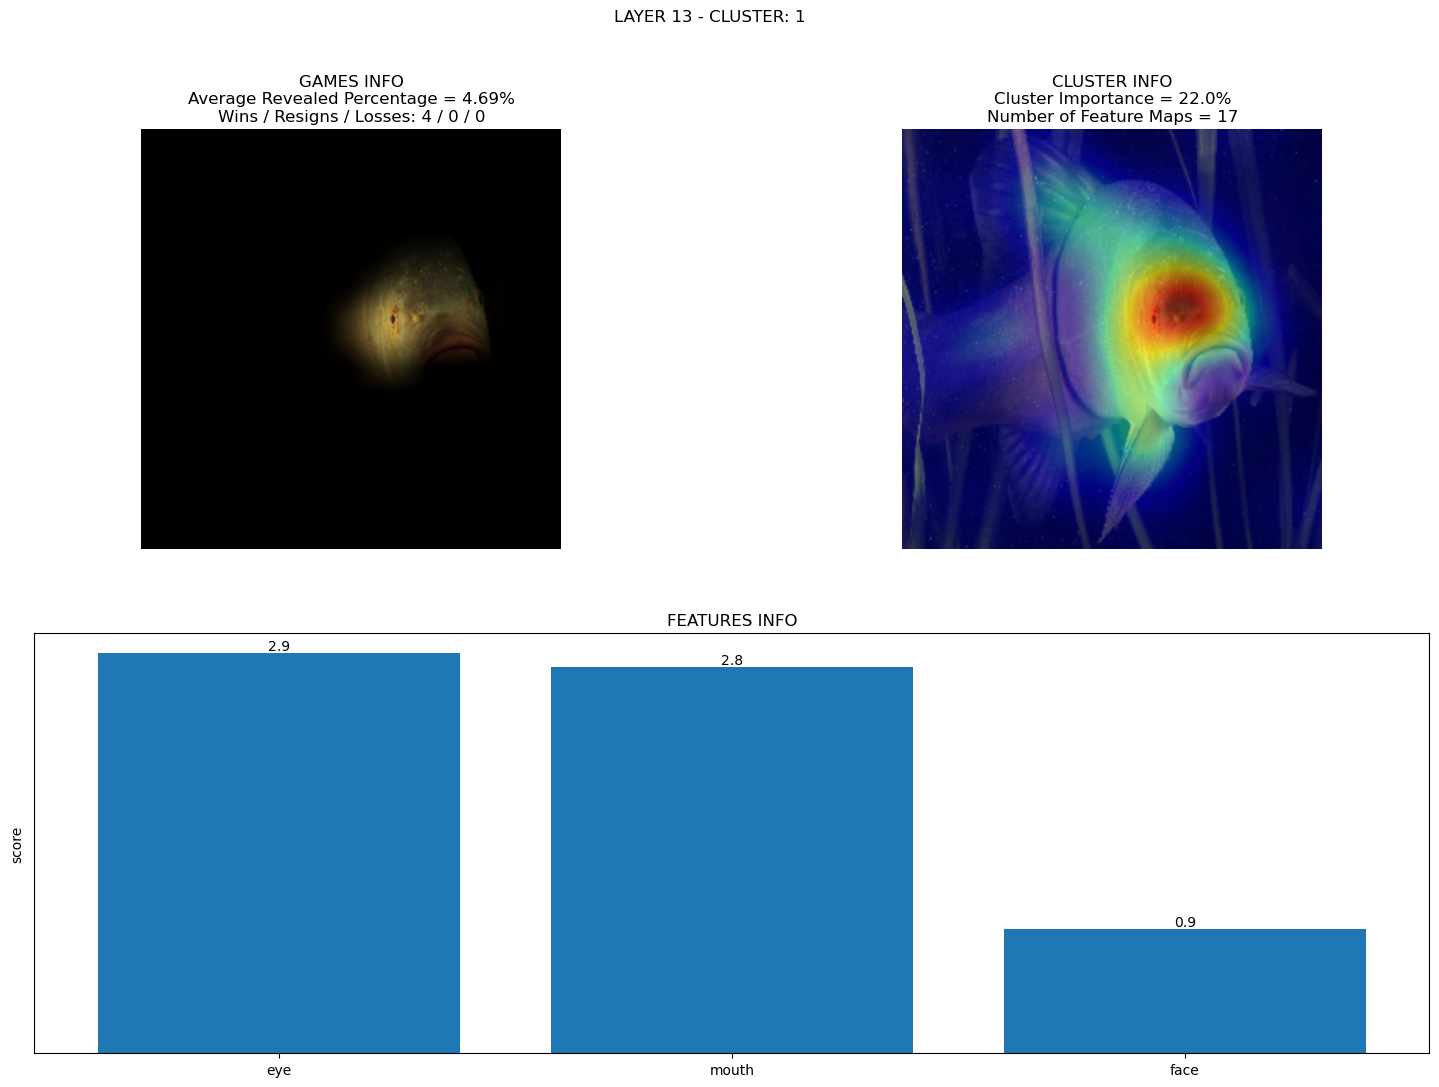 LAYER 13 - CLUSTER: 1
GAMES INFO
Average Revealed Percentage = 4.69%
Wins / Resigns / Losses: 4 / 0 / 0
CLUSTER INFO
Cluster Importance = 22.0%
Number of Feature Maps = 17
FEATURES INFO
2.9
2.8
0.9
score
eye
mouth
face